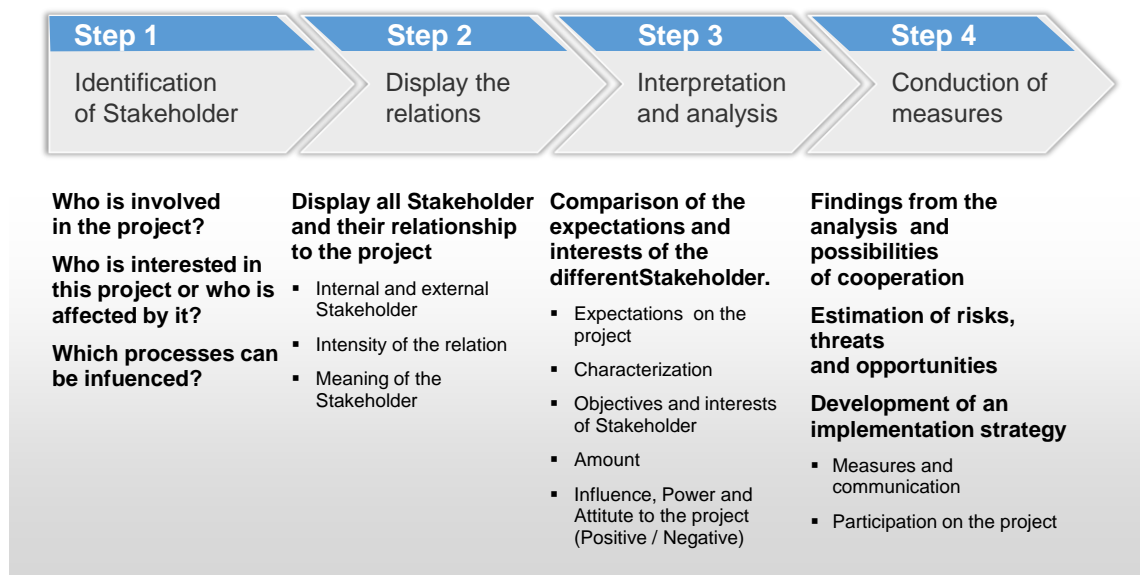 Step 1
Identification
of Stakeholder
Step 2
Display the
relations
Step 3
Interpretation
and analysis
Step 4
Conduction of
measures
Who is involved
in the project?
Who is interested in
this project or who is
affected by it?
Which processes can
be infuenced?
Display all Stakeholder
and their relationship
to the project
▪ Internal and external
Stakeholder
▪ Intensity of the relation
▪ Meaning of the
Stakeholder
Comparison of the
expectations and
interests of the
differentStakeholder.
▪ Expectations on the
project
▪ Characterization
▪ Objectives and interests
of Stakeholder
▪ Amount
▪ Influence, Power and
Attitute to the project
(Positive / Negative)
Findings from the
analysis and
possibilities
of cooperation
Estimation of risks,
threats
and opportunities
Development of an
implementation strategy
▪ Measures and
communication
▪ Participation on the project